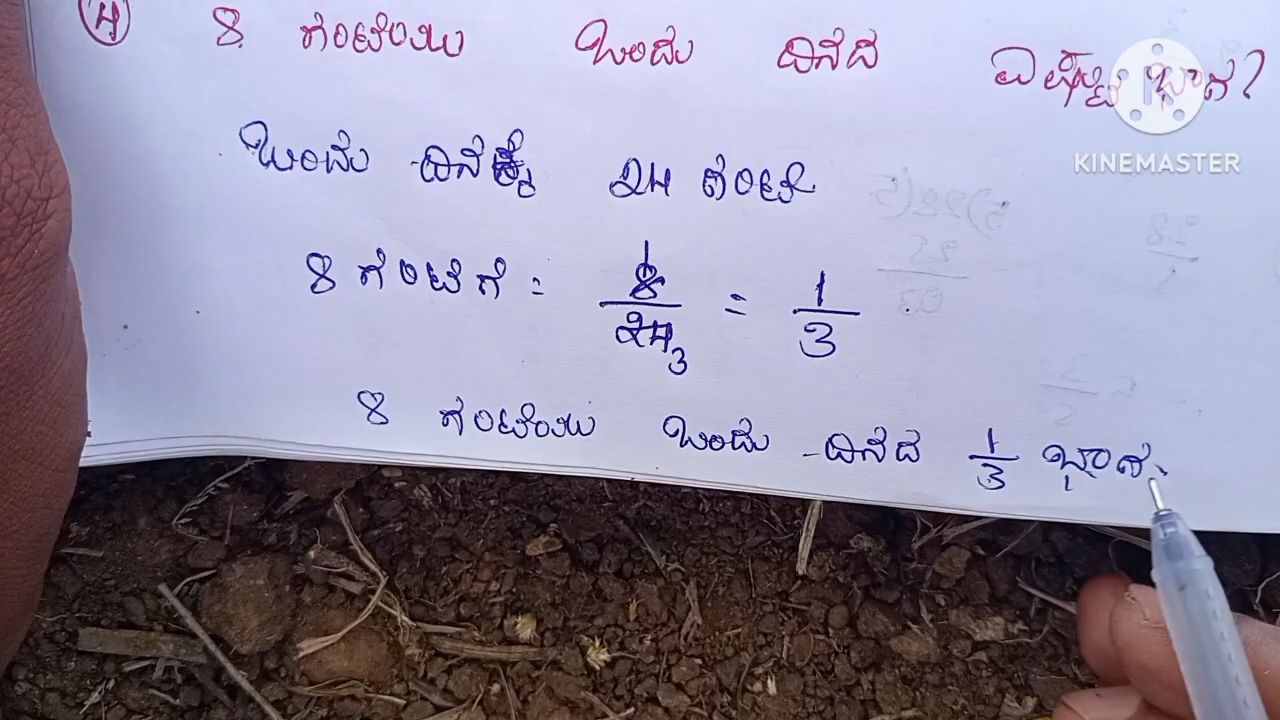 4 8 ಗಂಟೆಯು ಒಂದು ದಿನದ ಎಷ್ಟು ಭಾಗ?
KINEMASTER
ಒಂದು ದಿನಕ್ಕೆ 24 ಗಂಟೆ
8 ಗಂಟೆಗೆ = 8/24 = 1/3
8 ಗಂಟೆಯು ಒಂದು ದಿನದ 1/3 ಭಾಗ.